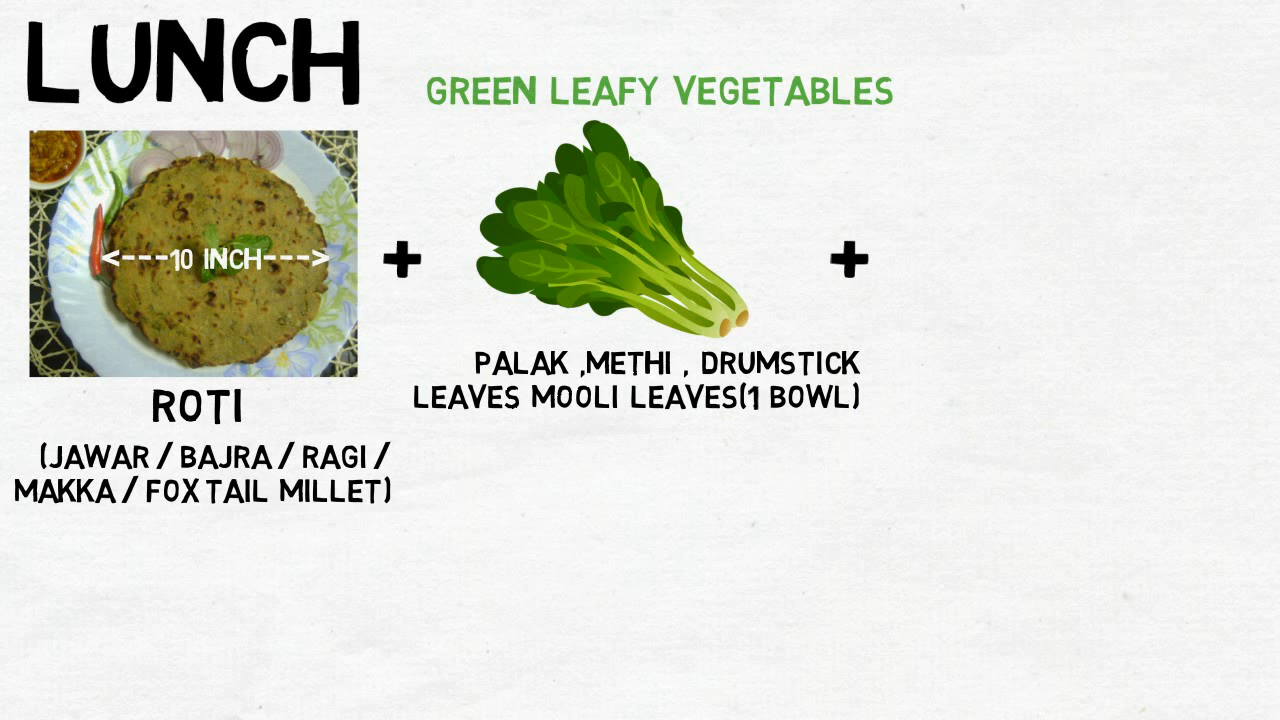 LUNCH
GREEN LEAFY VEGETABLES
<---10 INCH--->
+
+
PALAK ,METHI , DRUMSTICK
LEAVES MOOLI LEAVES(1 BOWL)
ROTI
(JAWAR / BAJRA / RAGI /
MAKKA / FOXTAIL MILLET)